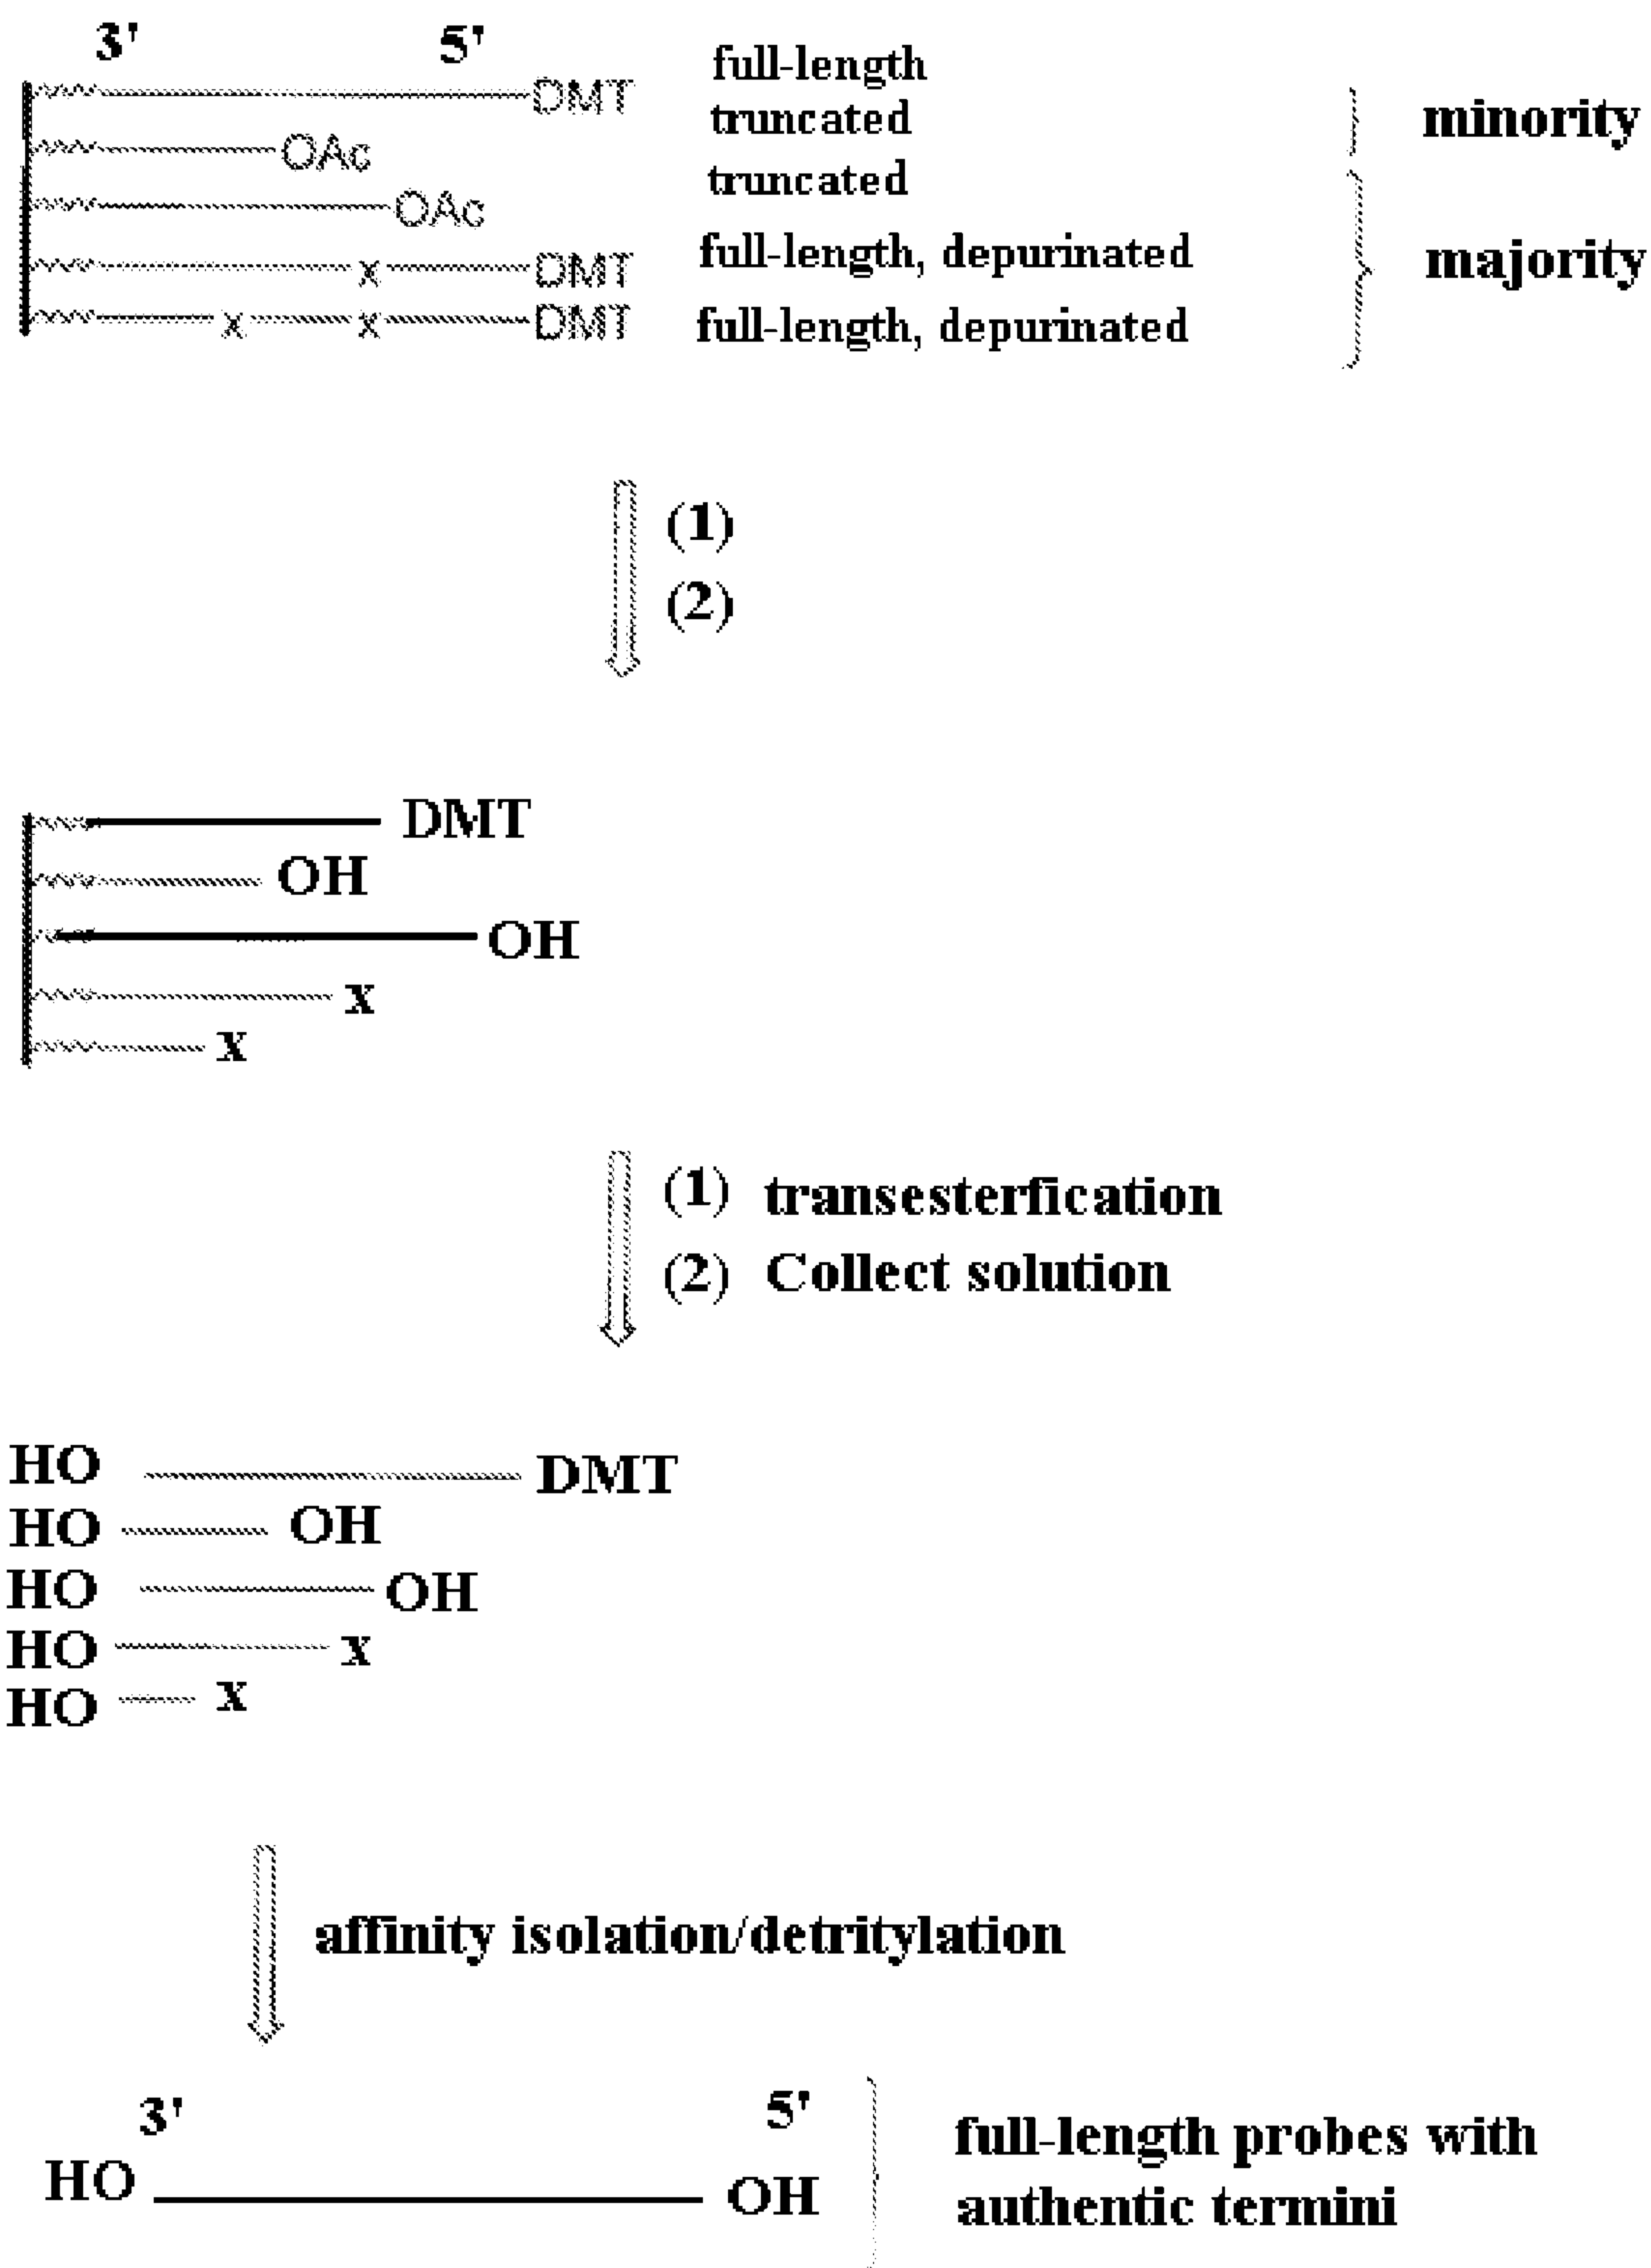 3' 5'
DMT full-length
truncated
minority
OAc
truncated
OAc
x DMT full-length, depurinated
majority
x x DMT full-length, depurinated
(1)
(2)
DMT
OH
OH
x
x
(1) transesterfication
(2) Collect solution
HO DMT
HO OH
HO OH
HO x
HO x
affinity isolation/detritylation
3' 5'
HO OH
full-length probes with
authentic termini